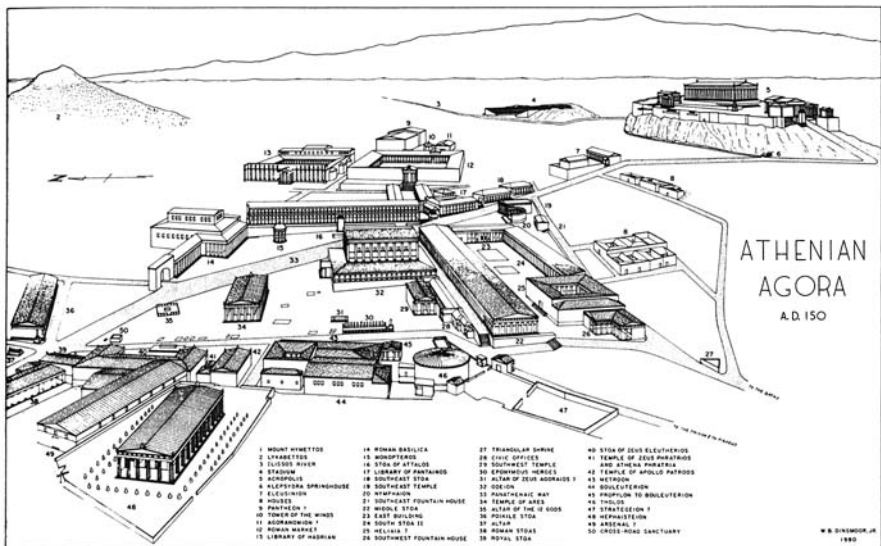 ATHENIAN
AGORA
A.D. 150
TO THE GATES
TO THE PRISON & TO PIRAEUS
1 MOUNT HYMETTOS
2 LYKABETTOS
3 ILISSOS RIVER
4 STADIUM
5 ACROPOLIS
6 KLEPSYDRA SPRINGHOUSE
7 ELEUSINION
8 HOUSES
9 PANTHEON ?
10 TOWER OF THE WINDS
11 AGORANOMION ?
12 ROMAN MARKET
13 LIBRARY OF HADRIAN
14 ROMAN BASILICA
15 MONOPTEROS
16 STOA OF ATTALOS
17 LIBRARY OF PANTAINOS
18 SOUTHEAST STOA
19 SOUTHEAST TEMPLE
20 NYMPHAION
21 SOUTHEAST FOUNTAIN HOUSE
22 MIDDLE STOA
23 EAST BUILDING
24 SOUTH STOA II
25 HELIAIA ?
26 SOUTHWEST FOUNTAIN HOUSE
27 TRIANGULAR SHRINE
28 CIVIC OFFICES
29 SOUTHWEST TEMPLE
30 EPONYMOUS HEROES
31 ALTAR OF ZEUS AGORAIOS ?
32 ODEION
33 PANATHENAIC WAY
34 TEMPLE OF ARES
35 ALTAR OF THE 12 GODS
36 POIKILE STOA
37 ALTAR
38 ROMAN STOAS
39 ROYAL STOA
40 STOA OF ZEUS ELEUTHERIOS
41 TEMPLE OF ZEUS PHRATRIOS
AND ATHENA PHRATRIA
42 TEMPLE OF APOLLO PATROOS
43 METROON
44 BOULEUTERION
45 PROPYLON TO BOULEUTERION
46 THOLOS
47 STRATEGEION ?
48 HEPHAISTEION
49 ARSENAL ?
50 CROSS-ROAD SANCTUARY
W. B. DINSMOOR, JR.
1980